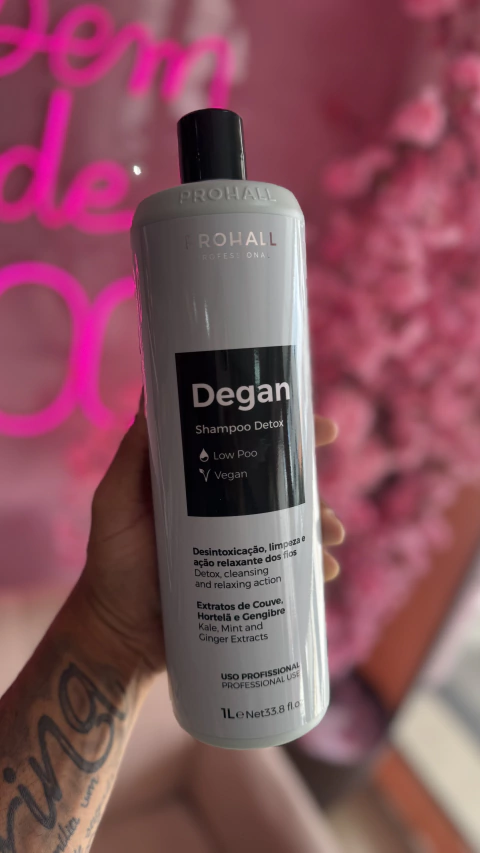 Bem
de
PROHALL
PROHALL
PROFESSIONAL
Degan
Shampoo Detox
Low Poo
Vegan
Desintoxicação, limpeza e
ação relaxante dos fios
Detox, cleansing
and relaxing action
Extratos de Couve,
Hortelã e Gengibre
Kale, Mint and
Ginger Extracts
USO PROFISSIONAL
PROFESSIONAL USE
1L℮Net33.8 fl.o